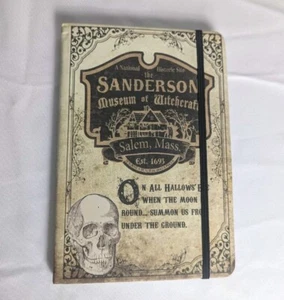 A National Historic Site
the
SANDERSON
Museum of Witchcraft
Salem, Mass.
Est. 1693
ON ALL HALLOWS E
WHEN THE MOON
ROUND... SUMMON US FRO
UNDER THE GROUND.